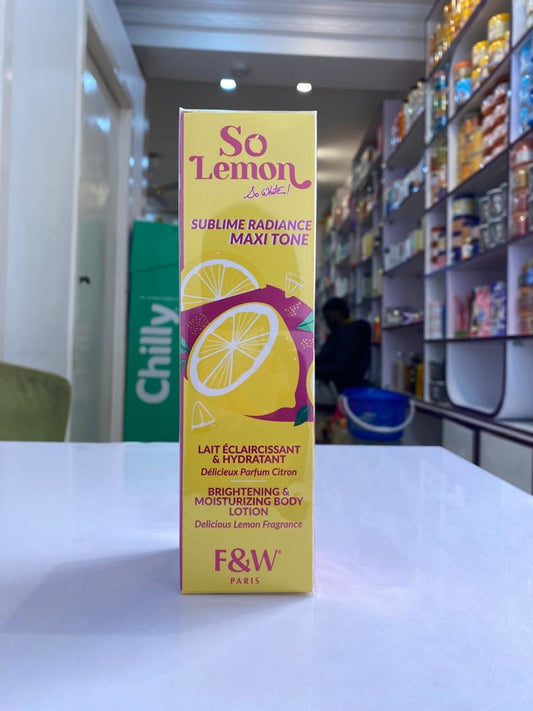 So
Lemon
So White!
SUBLIME RADIANCE
MAXI TONE
LAIT ÉCLAIRCISSANT
& HYDRATANT
Délicieux Parfum Citron
BRIGHTENING &
MOISTURIZING BODY
LOTION
Delicious Lemon Fragrance
F&W®
PARIS
Chilly